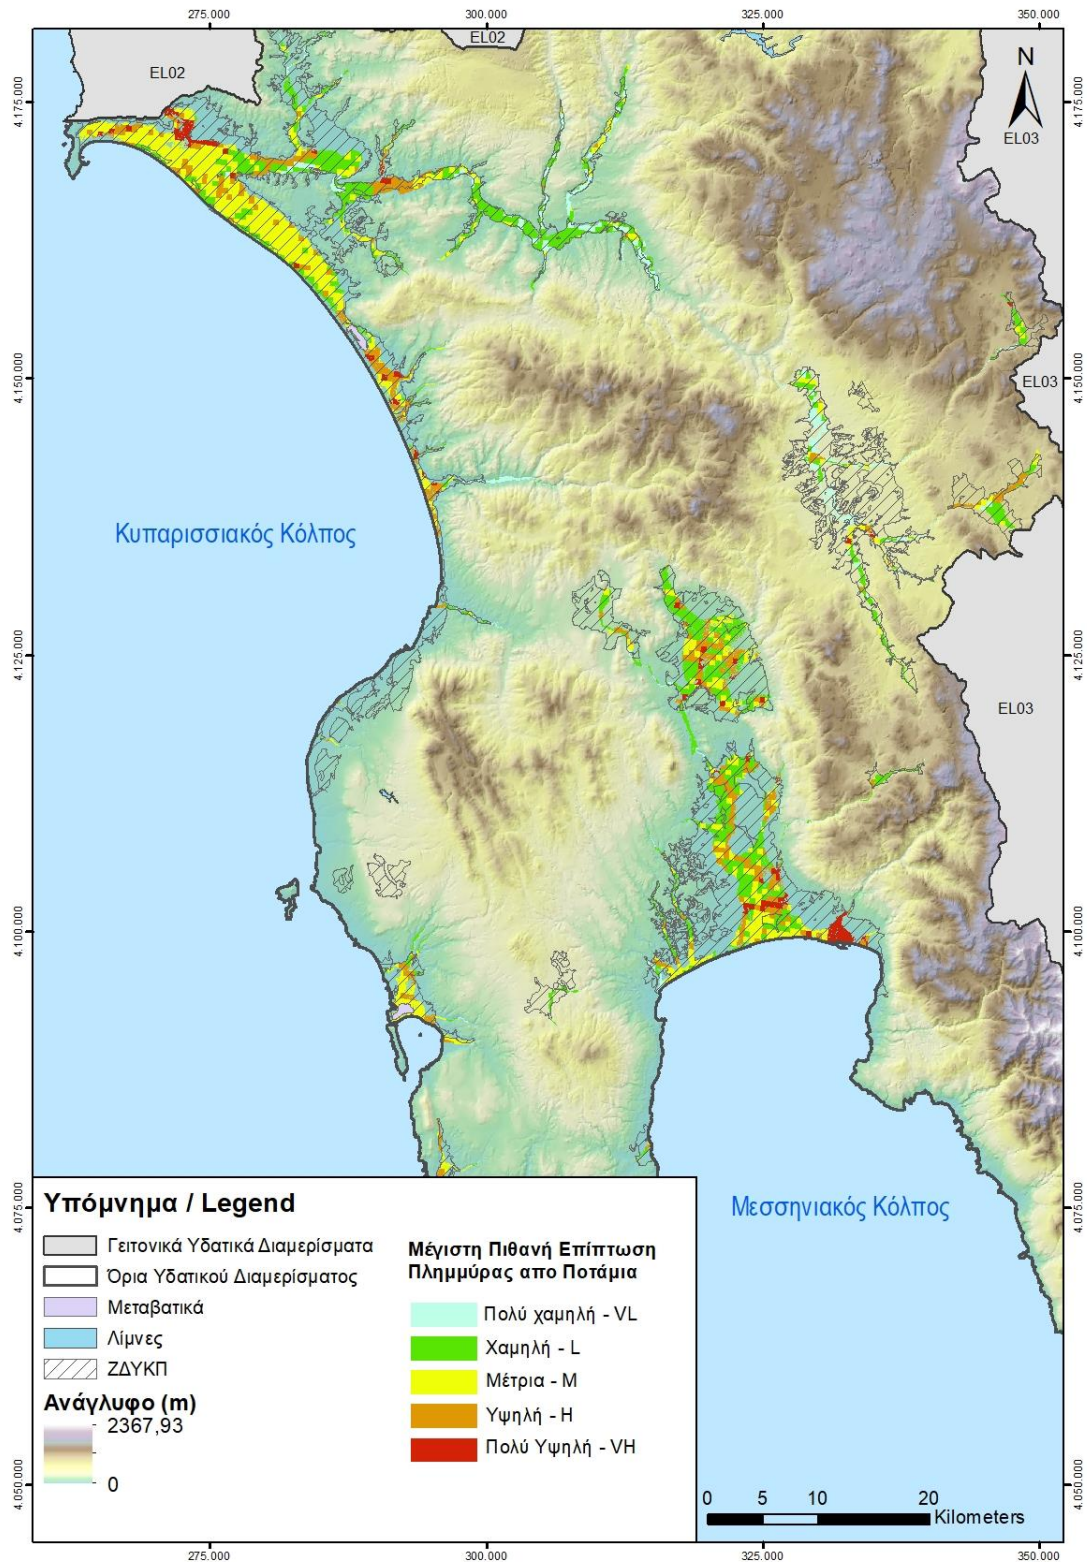 275.000 300.000 325.000 350.000
EL02
EL02
4.175.000 4.175.000
N
EL03
4.150.000 4.150.000
EL03
Κυπαρισσιακός Κόλπος
4.125.000 4.125.000
EL03
4.100.000 4.100.000
4.075.000 4.075.000
Μεσσηνιακός Κόλπος
Υπόμνημα / Legend
Γειτονικά Υδατικά Διαμερίσματα
Όρια Υδατικού Διαμερίσματος
Μεταβατικά
Λίμνες
ΖΔΥΚΠ
Ανάγλυφο (m)
2367,93
0
Μέγιστη Πιθανή Επίπτωση
Πλημμύρας απο Ποτάμια
Πολύ χαμηλή - VL
Χαμηλή - L
Μέτρια - M
Υψηλή - H
Πολύ Υψηλή - VH
4.050.000 4.050.000
0 5 10 20
Kilometers
275.000 300.000 325.000 350.000